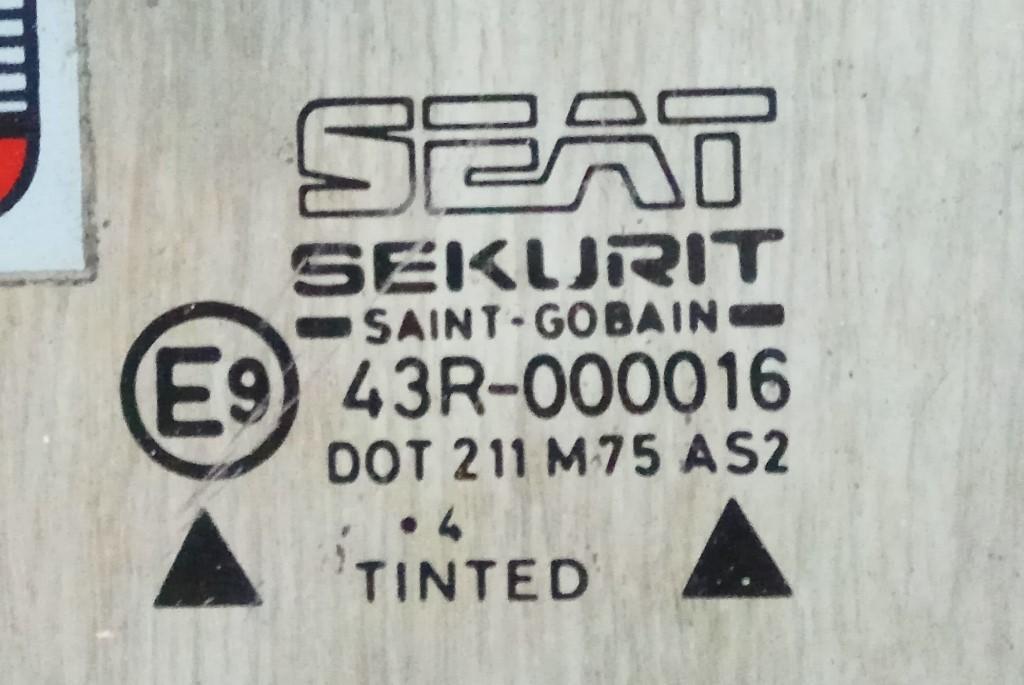 SEAT
SEKURIT
SAINT-GOBAIN
E9 43R-000016
DOT 211 M75 AS2
• 4
TINTED